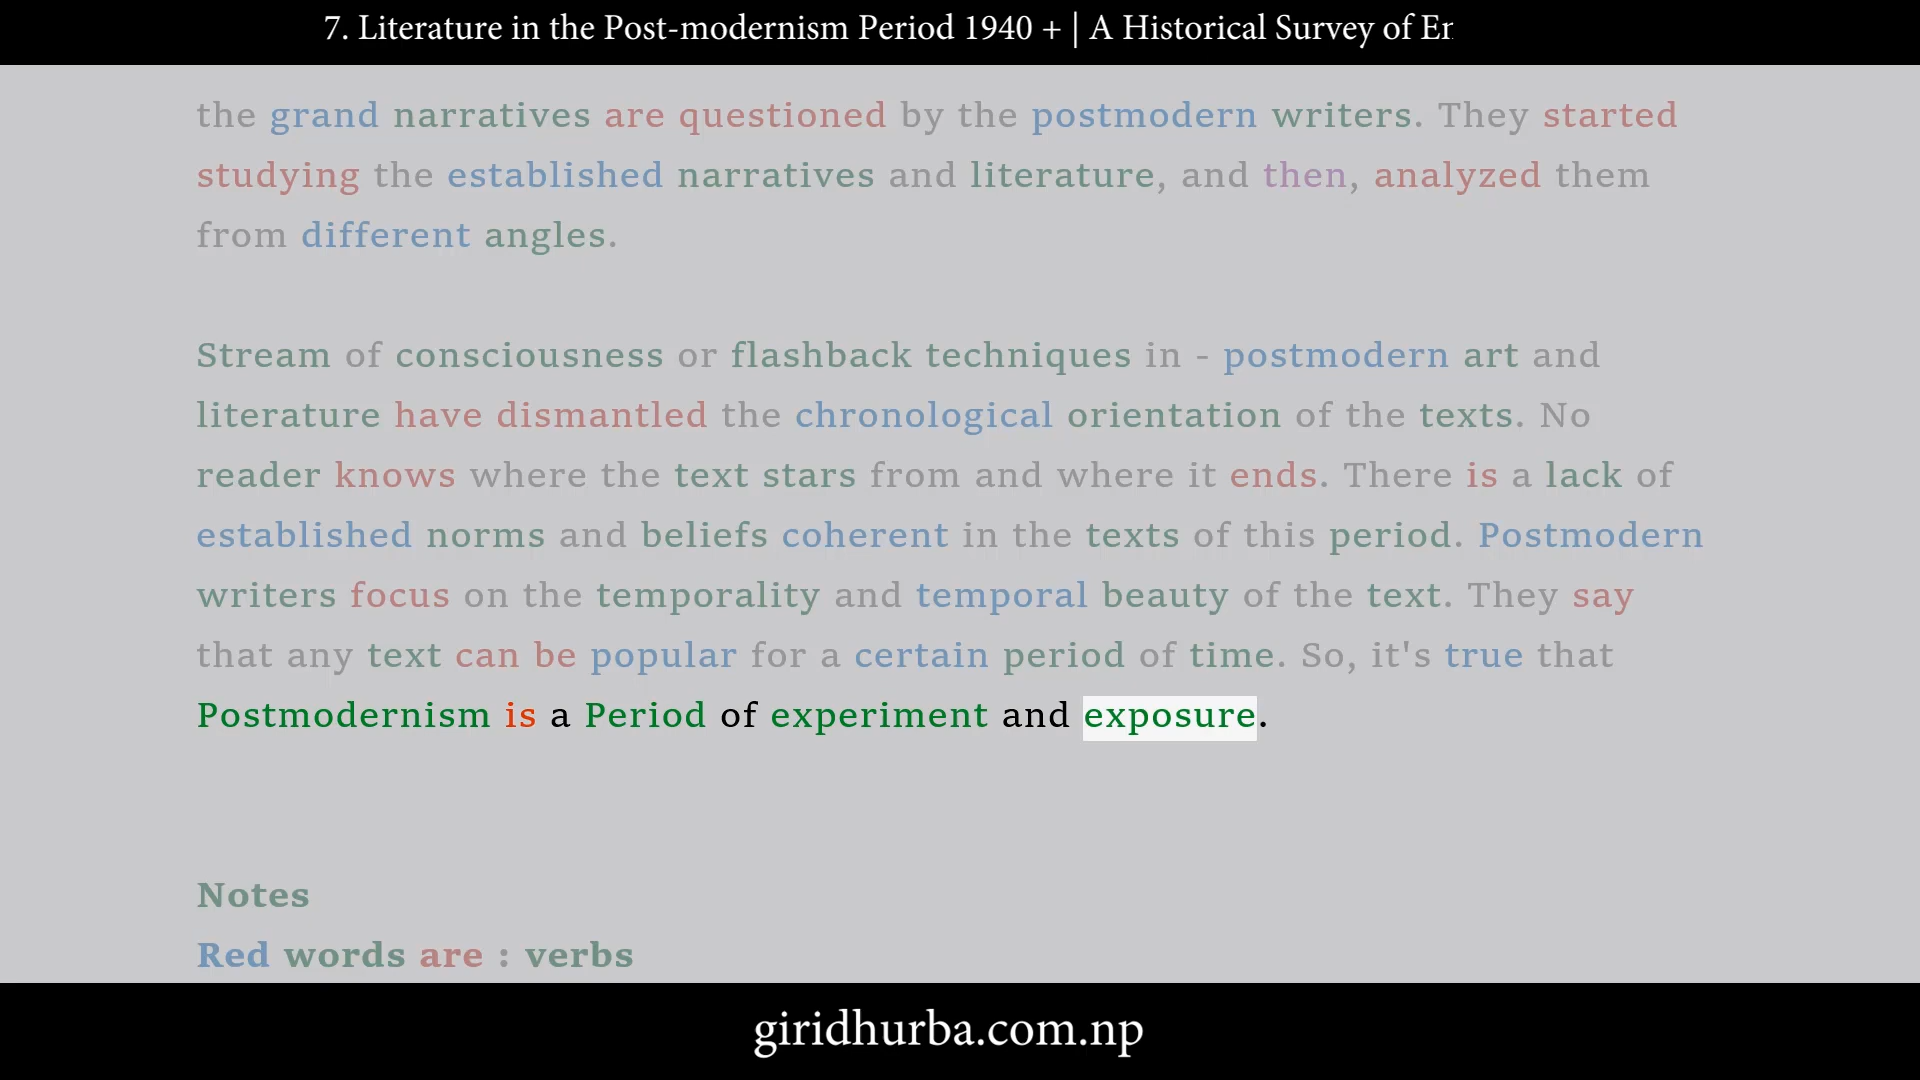 7. Literature in the Post-modernism Period 1940 + | A Historical Survey of En
the grand narratives are questioned by the postmodern writers. They started
studying the established narratives and literature, and then, analyzed them
from different angles.
Stream of consciousness or flashback techniques in - postmodern art and
literature have dismantled the chronological orientation of the texts. No
reader knows where the text stars from and where it ends. There is a lack of
established norms and beliefs coherent in the texts of this period. Postmodern
writers focus on the temporality and temporal beauty of the text. They say
that any text can be popular for a certain period of time. So, it's true that
Postmodernism is a Period of experiment and exposure.
Notes
Red words are : verbs
giridhurba.com.np